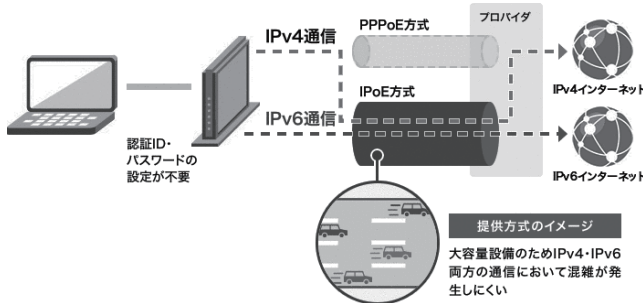 IPv4通信
PPPoE方式
プロバイダ
IPv4インターネット
IPoE方式
IPv6通信
IPv6インターネット
認証ID・
パスワードの
設定が不要
提供方式のイメージ
大容量設備のためIPv4・IPv6
両方の通信において混雑が発
生しにくい